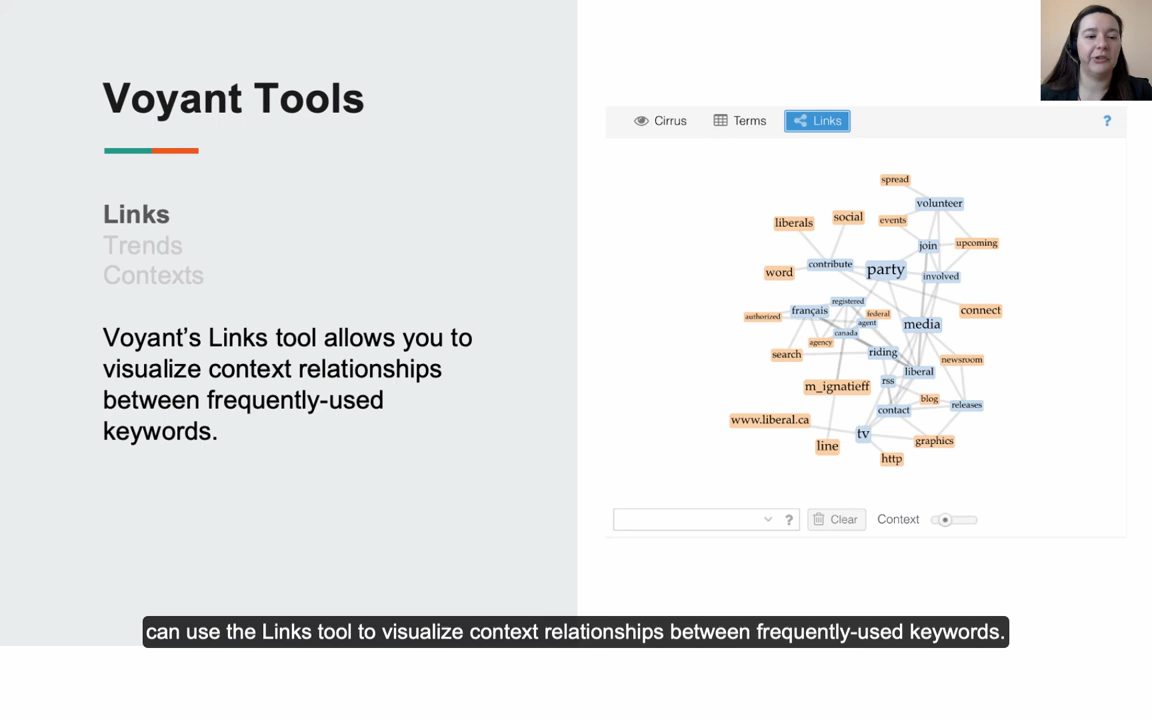 Voyant Tools
Links
Trends
Contexts
Voyant's Links tool allows you to
visualize context relationships
between frequently-used
keywords.
Cirrus
Terms
Links
?
spread
volunteer
liberals
social
events
join
upcoming
word
contribute
party
involved
registered
authorized
français
federal
agent
canada
agency
media
connect
search
riding
newsroom
liberal
rss
m_ignatieff
blog
releases
contact
www.liberal.ca
tv
line
graphics
http
?
Clear
Context
can use the Links tool to visualize context relationships between frequently-used keywords.